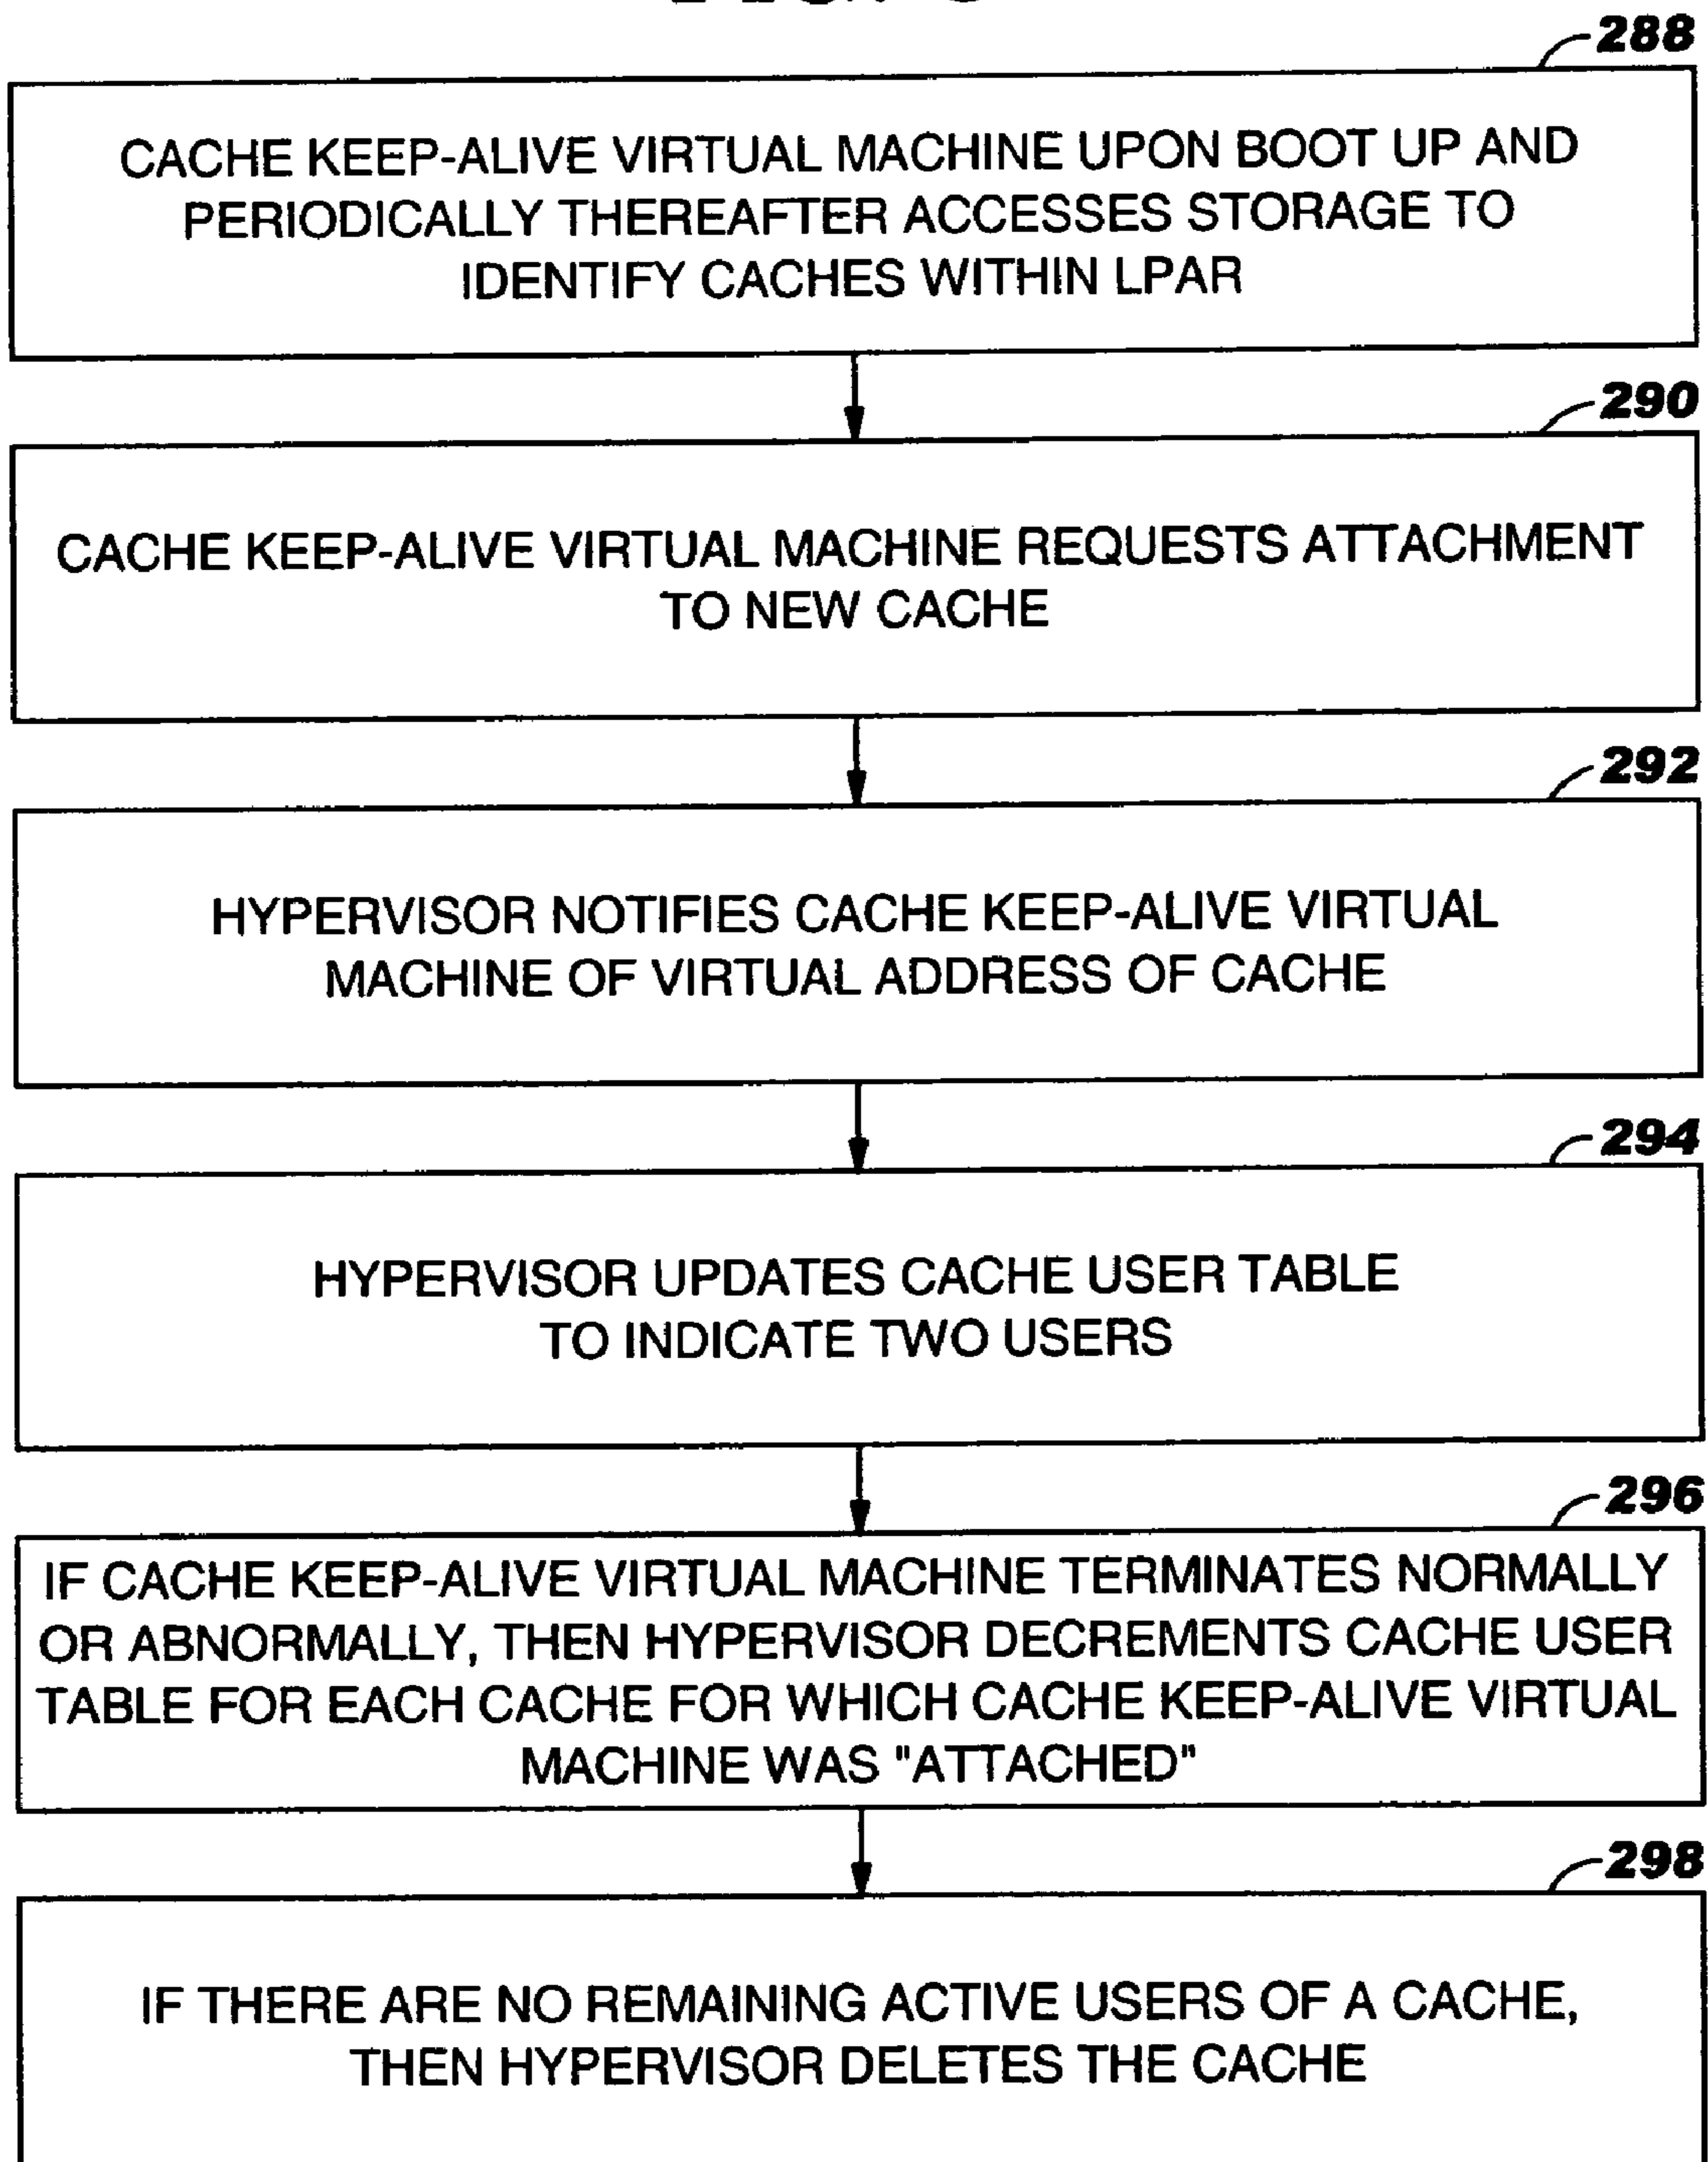 288
CACHE KEEP-ALIVE VIRTUAL MACHINE UPON BOOT UP AND
PERIODICALLY THEREAFTER ACCESSES STORAGE TO
IDENTIFY CACHES WITHIN LPAR
290
CACHE KEEP-ALIVE VIRTUAL MACHINE REQUESTS ATTACHMENT
TO NEW CACHE
292
HYPERVISOR NOTIFIES CACHE KEEP-ALIVE VIRTUAL
MACHINE OF VIRTUAL ADDRESS OF CACHE
294
HYPERVISOR UPDATES CACHE USER TABLE
TO INDICATE TWO USERS
296
IF CACHE KEEP-ALIVE VIRTUAL MACHINE TERMINATES NORMALLY
OR ABNORMALLY, THEN HYPERVISOR DECREMENTS CACHE USER
TABLE FOR EACH CACHE FOR WHICH CACHE KEEP-ALIVE VIRTUAL
MACHINE WAS "ATTACHED"
298
IF THERE ARE NO REMAINING ACTIVE USERS OF A CACHE,
THEN HYPERVISOR DELETES THE CACHE